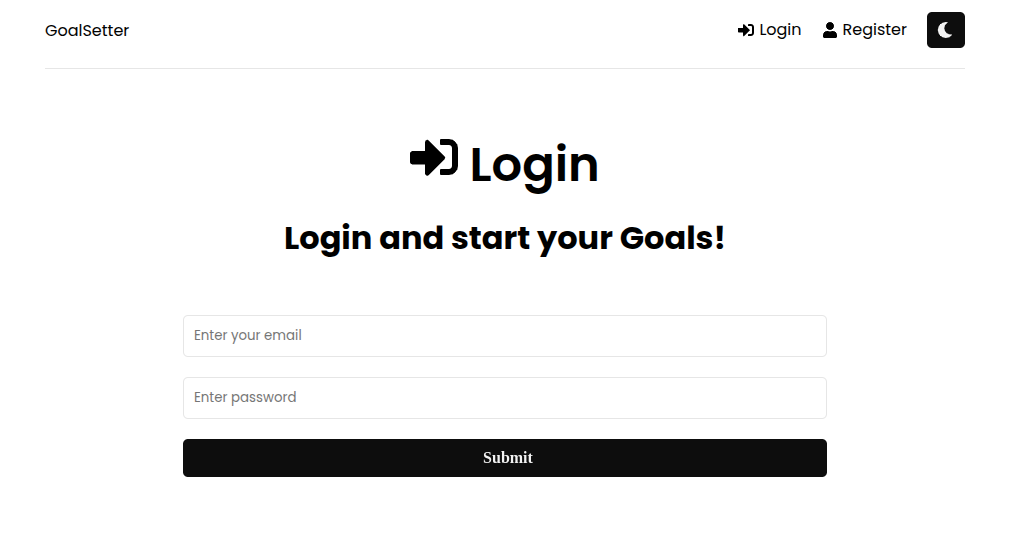 GoalSetter
Login
Register
Login
Login and start your Goals!
Enter your email
Enter password
Submit